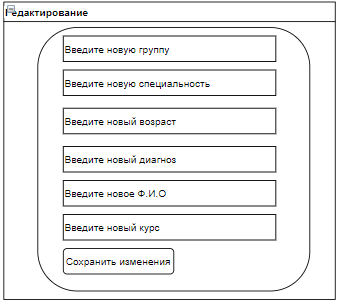 Редактирование
Введите новую группу
Введите новую специальность
Введите новый возраст
Введите новый диагноз
Введите новое Ф.И.О
Введите новый курс
Сохранить изменения